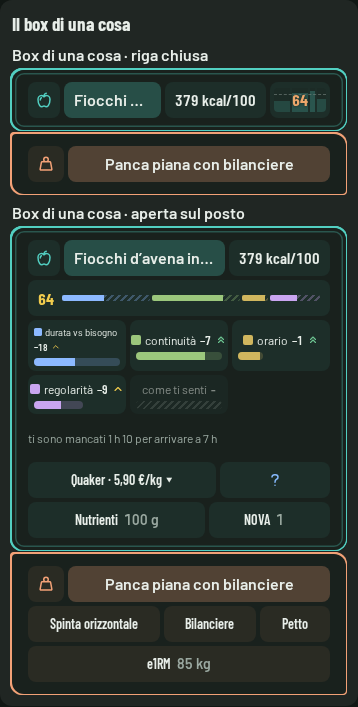 Il box di una cosa
Box di una cosa · riga chiusa
Fiocchi ... 379 kcal/100 64
Panca piana con bilanciere
Box di una cosa · aperta sul posto
Fiocchi d'avena in... 379 kcal/100
64
durata vs bisogno
–18
continuità –7
orario –1
regolarità –9
come ti senti –
ti sono mancati 1 h 10 per arrivare a 7 h
Quaker · 5,90 €/kg ▾ ?
Nutrienti 100 g NOVA 1
Panca piana con bilanciere
Spinta orizzontale Bilanciere Petto
e1RM 85 kg